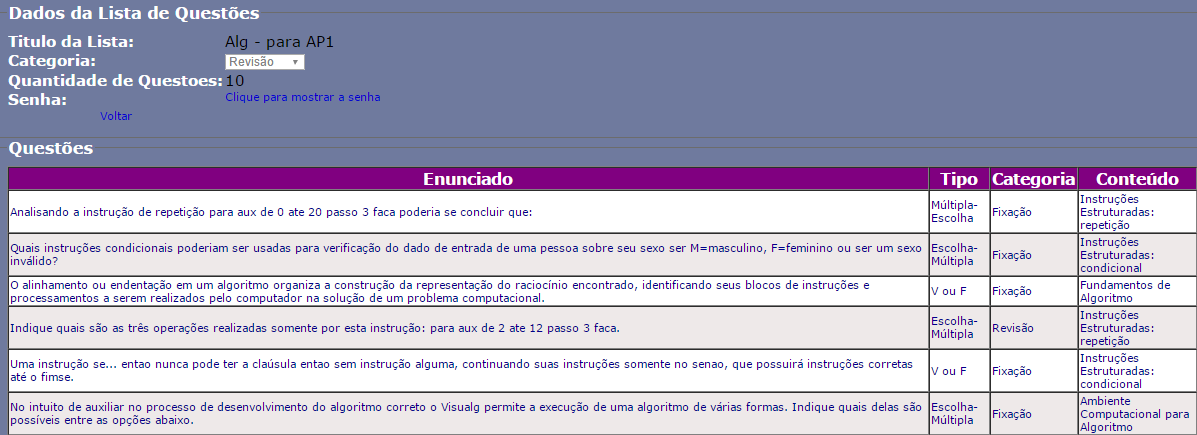 Dados da Lista de Questões
Titulo da Lista: Alg - para AP1
Categoria: Revisão
Quantidade de Questoes: 10
Senha: Clique para mostrar a senha
Voltar
Questões
Enunciado Tipo Categoria Conteúdo
Analisando a instrução de repetição para aux de 0 ate 20 passo 3 faca poderia se concluir que:
Múltipla-
Escolha
Fixação
Instruções
Estruturadas:
repetição
Quais instruções condicionais poderiam ser usadas para verificação do dado de entrada de uma pessoa sobre seu sexo ser M=masculino, F=feminino ou ser um sexo
inválido?
Escolha-
Múltipla
Fixação
Instruções
Estruturadas:
condicional
O alinhamento ou endentação em um algoritmo organiza a construção da representação do raciocínio encontrado, identificando seus blocos de instruções e
processamentos a serem realizados pelo computador na solução de um problema computacional.
V ou F
Fixação
Fundamentos de
Algoritmo
Indique quais são as três operações realizadas somente por esta instrução: para aux de 2 ate 12 passo 3 faca.
Escolha-
Múltipla
Revisão
Instruções
Estruturadas:
repetição
Uma instrução se... entao nunca pode ter a claúsula entao sem instrução alguma, continuando suas instruções somente no senao, que possuirá instruções corretas
até o fimse.
V ou F
Fixação
Instruções
Estruturadas:
condicional
No intuito de auxiliar no processo de desenvolvimento do algoritmo correto o Visualg permite a execução de uma algoritmo de várias formas. Indique quais delas são
possíveis entre as opções abaixo.
Escolha-
Múltipla
Fixação
Ambiente
Computacional para
Algoritmo